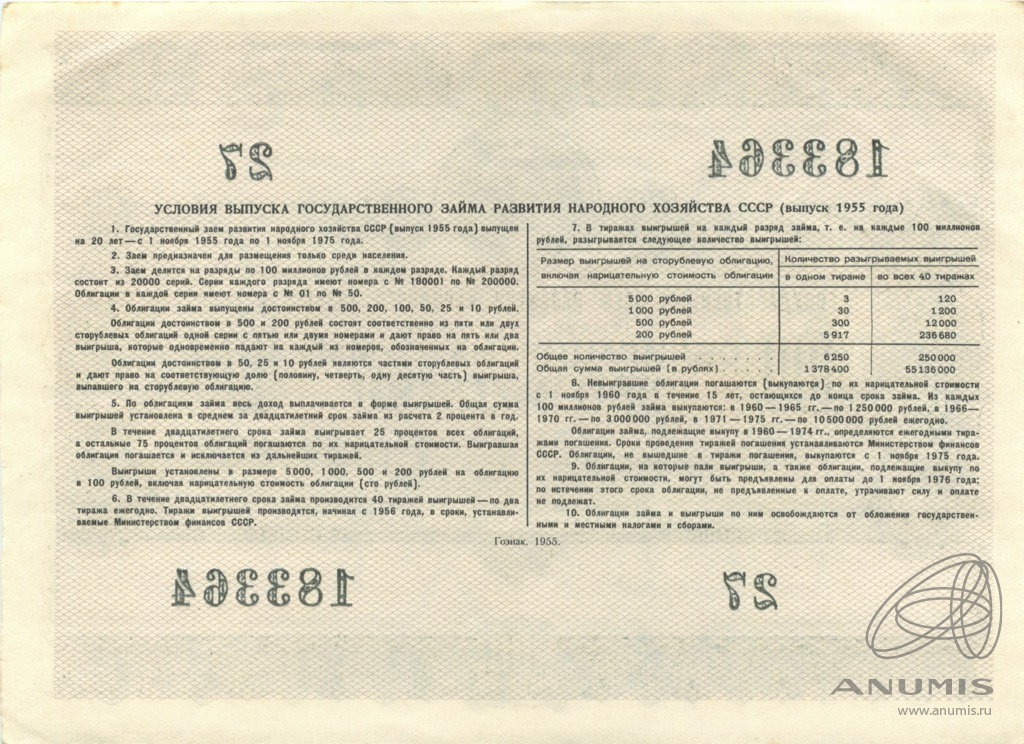 27 183364
УСЛОВИЯ ВЫПУСКА ГОСУДАРСТВЕННОГО ЗАЙМА РАЗВИТИЯ НАРОДНОГО ХОЗЯЙСТВА СССР (выпуск 1955 года)
1. Государственный заем развития народного хозяйства СССР (выпуск 1955 года) выпущен
на 20 лет — с 1 ноября 1955 года по 1 ноября 1975 года.
2. Заем предназначен для размещения только среди населения.
3. Заем делится на разряды по 100 миллионов рублей в каждом разряде. Каждый разряд
состоит из 20000 серий. Серии каждого разряда имеют номера с № 180001 по № 200000.
Облигации в каждой серии имеют номера с № 01 по № 50.
4. Облигации займа выпущены достоинством в 500, 200, 100, 50, 25 и 10 рублей.
Облигации достоинством в 500 и 200 рублей состоят соответственно из пяти или двух
сторублевых облигаций одной серии с пятью или двумя номерами и дают право на пять или два
выигрыша, которые одновременно падают на каждый из номеров, обозначенных на облигации.
Облигации достоинством в 50, 25 и 10 рублей являются частями сторублевых облигаций
и дают право на соответствующую долю (половину, четверть, одну десятую часть) выигрыша,
выпавшего на сторублевую облигацию.
5. По облигациям займа весь доход выплачивается в форме выигрышей. Общая сумма
выигрышей установлена в среднем за двадцатилетний срок займа из расчета 2 процента в год.
В течение двадцатилетнего срока займа выигрывает 25 процентов всех облигаций,
а остальные 75 процентов облигаций погашаются по их нарицательной стоимости. Выигравшая
облигация погашается и исключается из дальнейших тиражей.
Выигрыши установлены в размере 5000, 1000, 500 и 200 рублей на облигацию
в 100 рублей, включая нарицательную стоимость облигации (сто рублей).
6. В течение двадцатилетнего срока займа производится 40 тиражей выигрышей — по два
тиража ежегодно. Тиражи выигрышей производятся, начиная с 1956 года, в сроки, устанавли-
ваемые Министерством финансов СССР.
7. В тиражах выигрышей на каждый разряд займа, т. е. на каждые 100 миллионов
рублей, разыгрывается следующее количество выигрышей:
Размер выигрышей на сторублевую облигацию, Количество разыгрываемых выигрышей
включая нарицательную стоимость облигации в одном тираже во всех 40 тиражах
5000 рублей 3 120
1000 рублей 30 1200
500 рублей 300 12000
200 рублей 5917 236680
Общее количество выигрышей . . . . . . . 6250 250000
Общая сумма выигрышей (в рублях) . . . . . 1378400 55136000
8. Невыигравшие облигации погашаются (выкупаются) по их нарицательной стоимости
с 1 ноября 1960 года в течение 15 лет, остающихся до конца срока займа. Из каждых
100 миллионов рублей займа выкупаются: в 1960—1965 гг.—по 1250000 рублей, в 1966—
1970 гг.—по 3000000 рублей, в 1971—1975 гг.—по 10500000 рублей ежегодно.
Облигации займа, подлежащие выкупу в 1960—1974 гг., определяются ежегодными тира-
жами погашения. Сроки проведения тиражей погашения устанавливаются Министерством финансов
СССР. Облигации, не вышедшие в тиражи погашения, выкупаются с 1 ноября 1975 года.
9. Облигации, на которые пали выигрыши, а также облигации, подлежащие выкупу по
их нарицательной стоимости, могут быть предъявлены для оплаты до 1 ноября 1976 года;
по истечении этого срока облигации, не предъявленные к оплате, утрачивают силу и оплате
не подлежат.
10. Облигации займа и выигрыши по ним освобождаются от обложения государствен-
ными и местными налогами и сборами.
Гознак. 1955.
183364 27
ANUMIS
www.anumis.ru